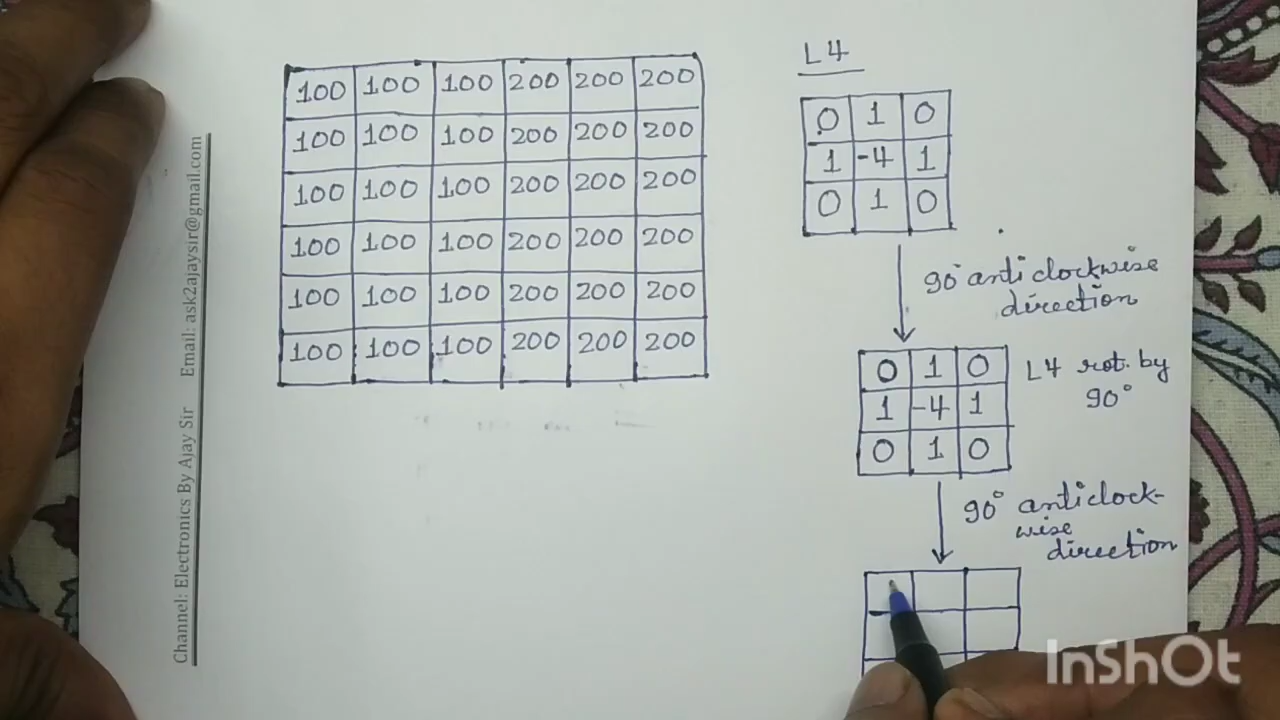 Channel: Electronics By Ajay Sir Email: ask2ajaysir@gmail.com
100 100 100 200 200 200
100 100 100 200 200 200
100 100 100 200 200 200
100 100 100 200 200 200
100 100 100 200 200 200
100 100 100 200 200 200
L4
0 1 0
1 -4 1
0 1 0
90° anticlockwise
direction
0 1 0
1 -4 1
0 1 0
L4 rot. by
90°
90° anticlock-
wise
direction
InShOt